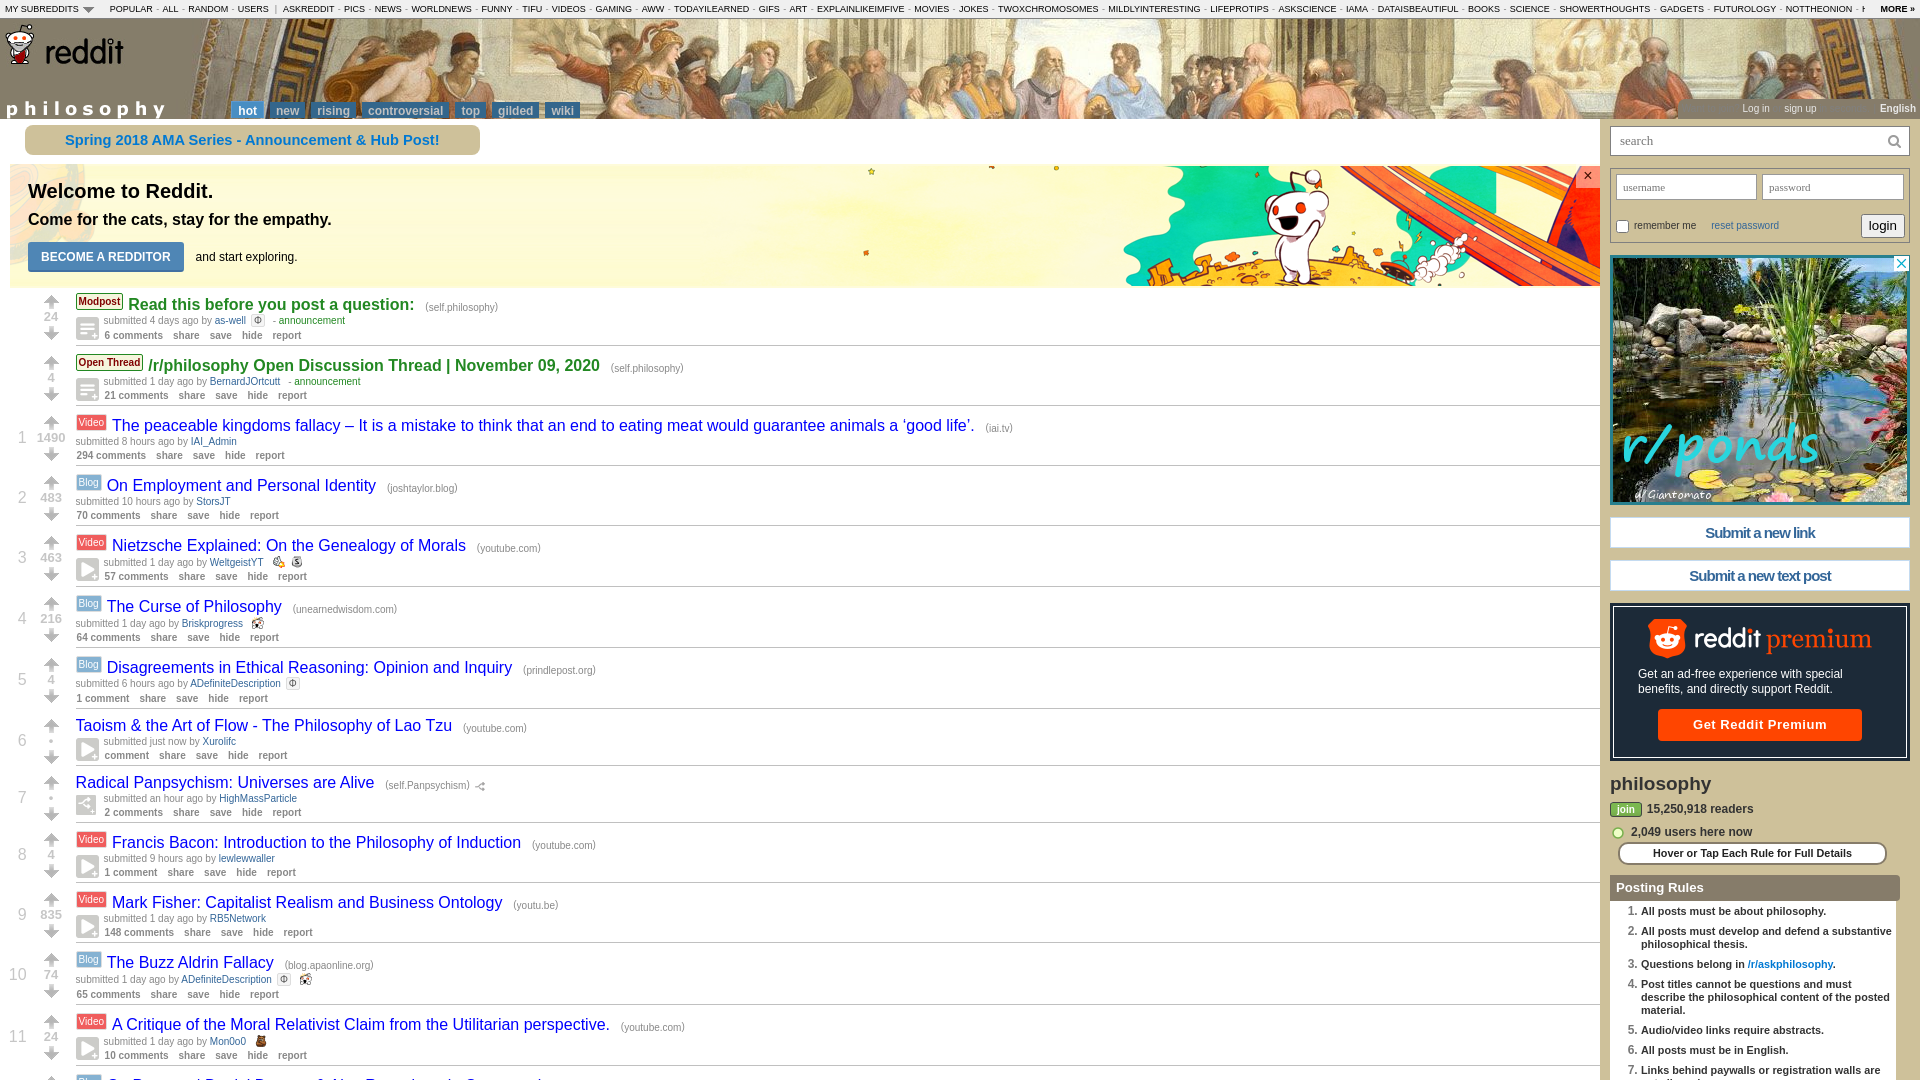 MY SUBREDDITS POPULAR - ALL - RANDOM - USERS | ASKREDDIT - PICS - NEWS - WORLDNEWS - FUNNY - TIFU - VIDEOS - GAMING - AWW - TODAYILEARNED - GIFS - ART - EXPLAINLIKEIMFIVE - MOVIES - JOKES - TWOXCHROMOSOMES - MILDLYINTERESTING - LIFEPROTIPS - ASKSCIENCE - IAMA - DATAISBEAUTIFUL - BOOKS - SCIENCE - SHOWERTHOUGHTS - GADGETS - FUTUROLOGY - NOTTHEONION - MORE »
reddit
philosophy hot new rising controversial top gilded wiki
Log in sign up English
Spring 2018 AMA Series - Announcement & Hub Post!
Welcome to Reddit.
Come for the cats, stay for the empathy.
BECOME A REDDITOR and start exploring.
×
24
Modpost Read this before you post a question: (self.philosophy)
submitted 4 days ago by as-well Φ - announcement
6 comments share save hide report
4
Open Thread /r/philosophy Open Discussion Thread | November 09, 2020 (self.philosophy)
submitted 1 day ago by BernardJOrtcutt - announcement
21 comments share save hide report
1 1490
Video The peaceable kingdoms fallacy – It is a mistake to think that an end to eating meat would guarantee animals a ‘good life’. (iai.tv)
submitted 8 hours ago by IAI_Admin
294 comments share save hide report
2 483
Blog On Employment and Personal Identity (joshtaylor.blog)
submitted 10 hours ago by StorsJT
70 comments share save hide report
3 463
Video Nietzsche Explained: On the Genealogy of Morals (youtube.com)
submitted 1 day ago by WeltgeistYT
57 comments share save hide report
4 216
Blog The Curse of Philosophy (unearnedwisdom.com)
submitted 1 day ago by Briskprogress
64 comments share save hide report
5 4
Blog Disagreements in Ethical Reasoning: Opinion and Inquiry (prindlepost.org)
submitted 6 hours ago by ADefiniteDescription Φ
1 comment share save hide report
6 •
Taoism & the Art of Flow - The Philosophy of Lao Tzu (youtube.com)
submitted just now by Xurolifc
comment share save hide report
7 •
Radical Panpsychism: Universes are Alive (self.Panpsychism)
submitted an hour ago by HighMassParticle
2 comments share save hide report
8 4
Video Francis Bacon: Introduction to the Philosophy of Induction (youtube.com)
submitted 9 hours ago by lewlewwaller
1 comment share save hide report
9 835
Video Mark Fisher: Capitalist Realism and Business Ontology (youtu.be)
submitted 1 day ago by RB5Network
148 comments share save hide report
10 74
Blog The Buzz Aldrin Fallacy (blog.apaonline.org)
submitted 1 day ago by ADefiniteDescription Φ
65 comments share save hide report
11 24
Video A Critique of the Moral Relativist Claim from the Utilitarian perspective. (youtube.com)
submitted 1 day ago by Mon0o0
10 comments share save hide report
search
username password
remember me reset password login
r/ponds
u/Giantomato
Submit a new link
Submit a new text post
reddit premium
Get an ad-free experience with special
benefits, and directly support Reddit.
Get Reddit Premium
philosophy
join 15,250,918 readers
2,049 users here now
Hover or Tap Each Rule for Full Details
Posting Rules
1. All posts must be about philosophy.
2. All posts must develop and defend a substantive
philosophical thesis.
3. Questions belong in /r/askphilosophy.
4. Post titles cannot be questions and must
describe the philosophical content of the posted
material.
5. Audio/video links require abstracts.
6. All posts must be in English.
7. Links behind paywalls or registration walls are